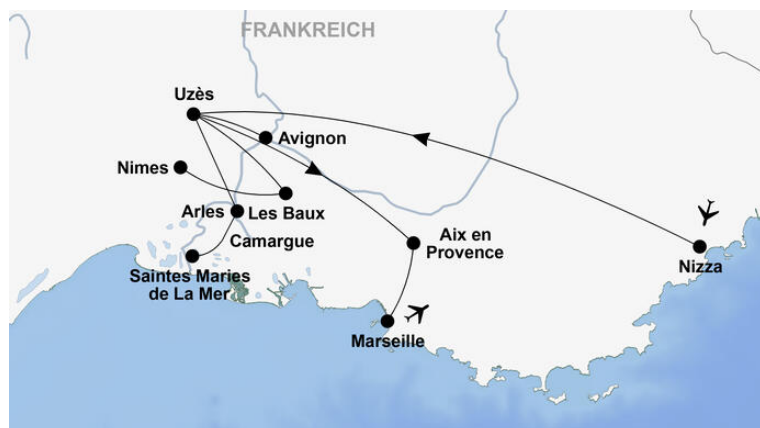 FRANKREICH
Uzès
Avignon
Nimes
Arles
Les Baux
Camargue
Aix en
Provence
Nizza
Saintes Maries
de La Mer
Marseille